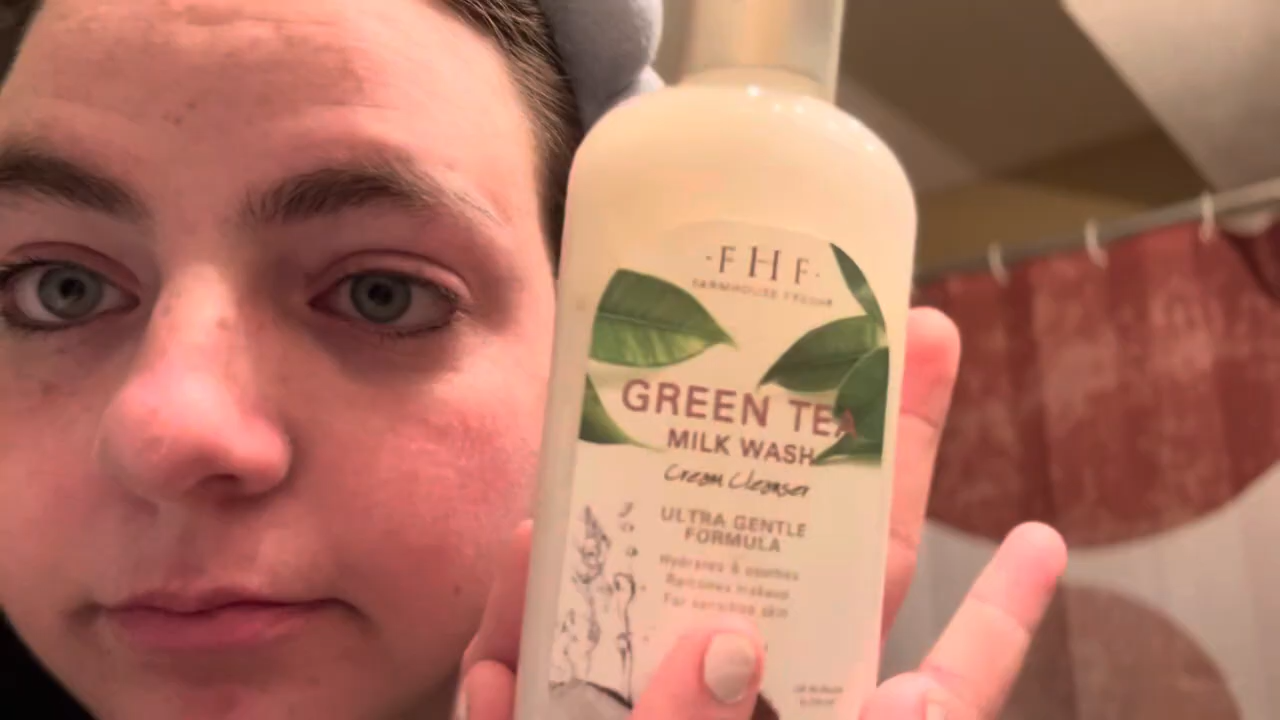 ·FHF·
FARMHOUSE FRESH®
GREEN TEA
MILK WASH
Cream Cleanser
ULTRA GENTLE
FORMULA
Hydrates & soothes
Removes makeup
For sensitive skin